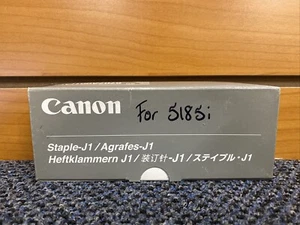 Canon For 5185i
Staple-J1/Agrafes-J1
Heftklammern J1/装订针-J1/ステイプル・J1